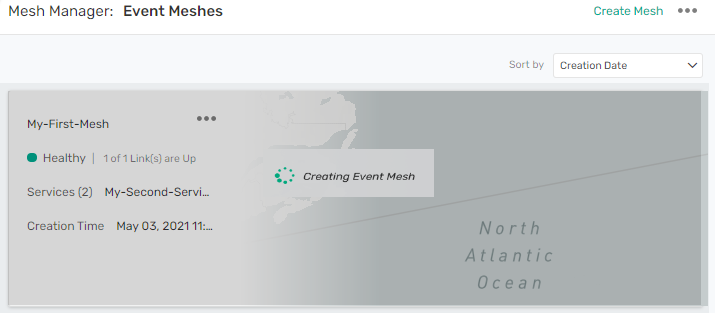 Mesh Manager: Event Meshes
Create Mesh •••
Sort by Creation Date
My-First-Mesh •••
Healthy | 1 of 1 Link(s) are Up
Services (2) My-Second-Servi...
Creation Time May 03, 2021 11:...
Creating Event Mesh
North
Atlantic
Ocean